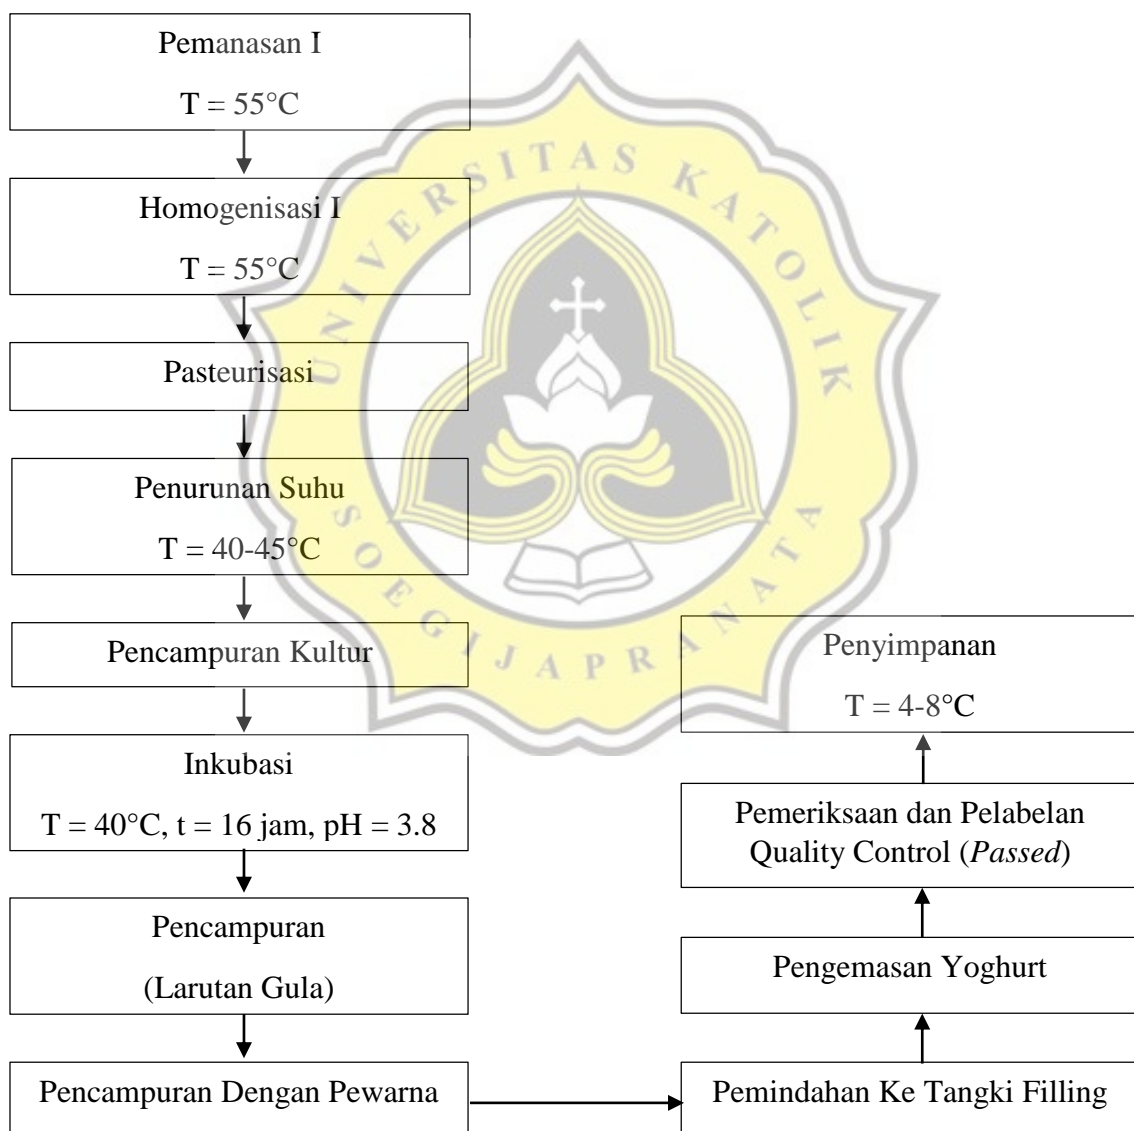 Pemanasan I
T = 55°C
Homogenisasi I
T = 55°C
Pasteurisasi
Penurunan Suhu
T = 40-45°C
Pencampuran Kultur
Inkubasi
T = 40°C, t = 16 jam, pH = 3.8
Pencampuran
(Larutan Gula)
Pencampuran Dengan Pewarna
Pemindahan Ke Tangki Filling
Pengemasan Yoghurt
Pemeriksaan dan Pelabelan
Quality Control (Passed)
Penyimpanan
T = 4-8°C
UNIVERSITAS KATOLIK
SOEGIJAPRANATA